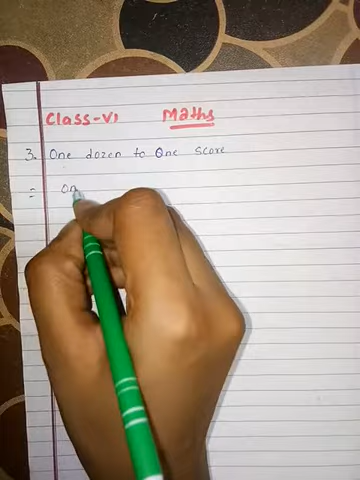 Class-VI Maths
3. One dozen to One score
= on